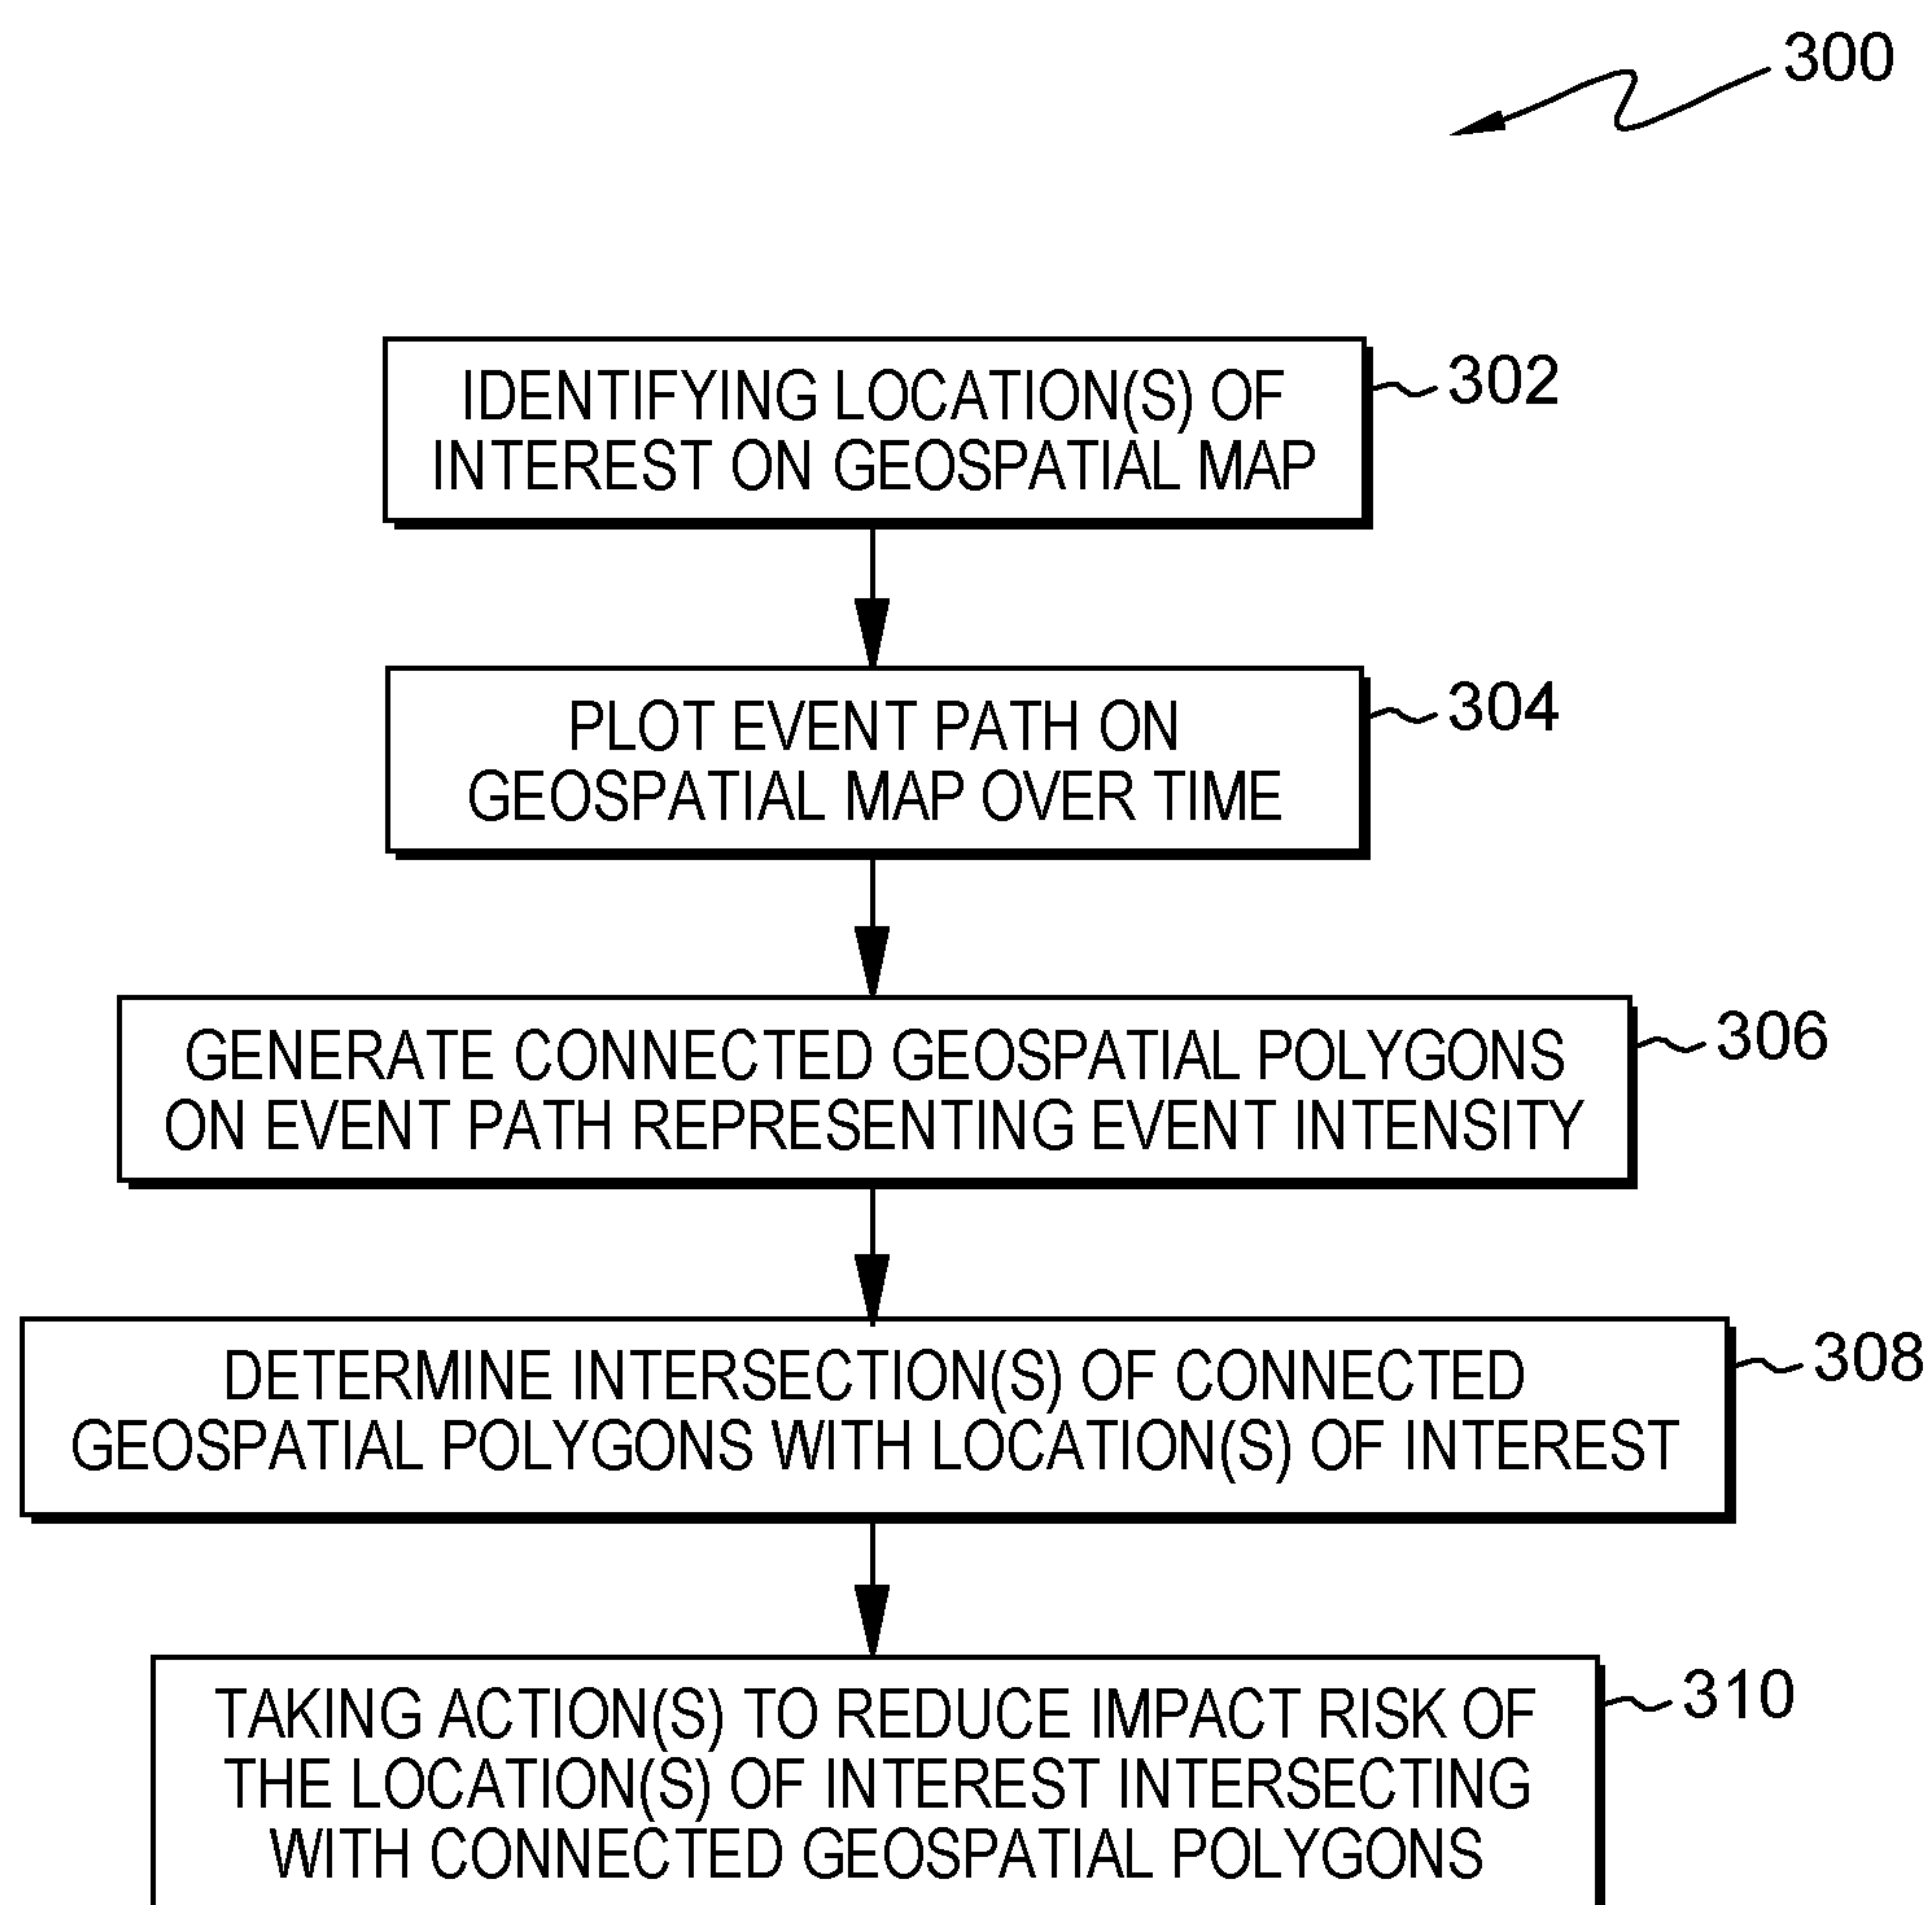 300
IDENTIFYING LOCATION(S) OF
INTEREST ON GEOSPATIAL MAP
302
PLOT EVENT PATH ON
GEOSPATIAL MAP OVER TIME
304
GENERATE CONNECTED GEOSPATIAL POLYGONS
ON EVENT PATH REPRESENTING EVENT INTENSITY
306
DETERMINE INTERSECTION(S) OF CONNECTED
GEOSPATIAL POLYGONS WITH LOCATION(S) OF INTEREST
308
TAKING ACTION(S) TO REDUCE IMPACT RISK OF
THE LOCATION(S) OF INTEREST INTERSECTING
WITH CONNECTED GEOSPATIAL POLYGONS
310